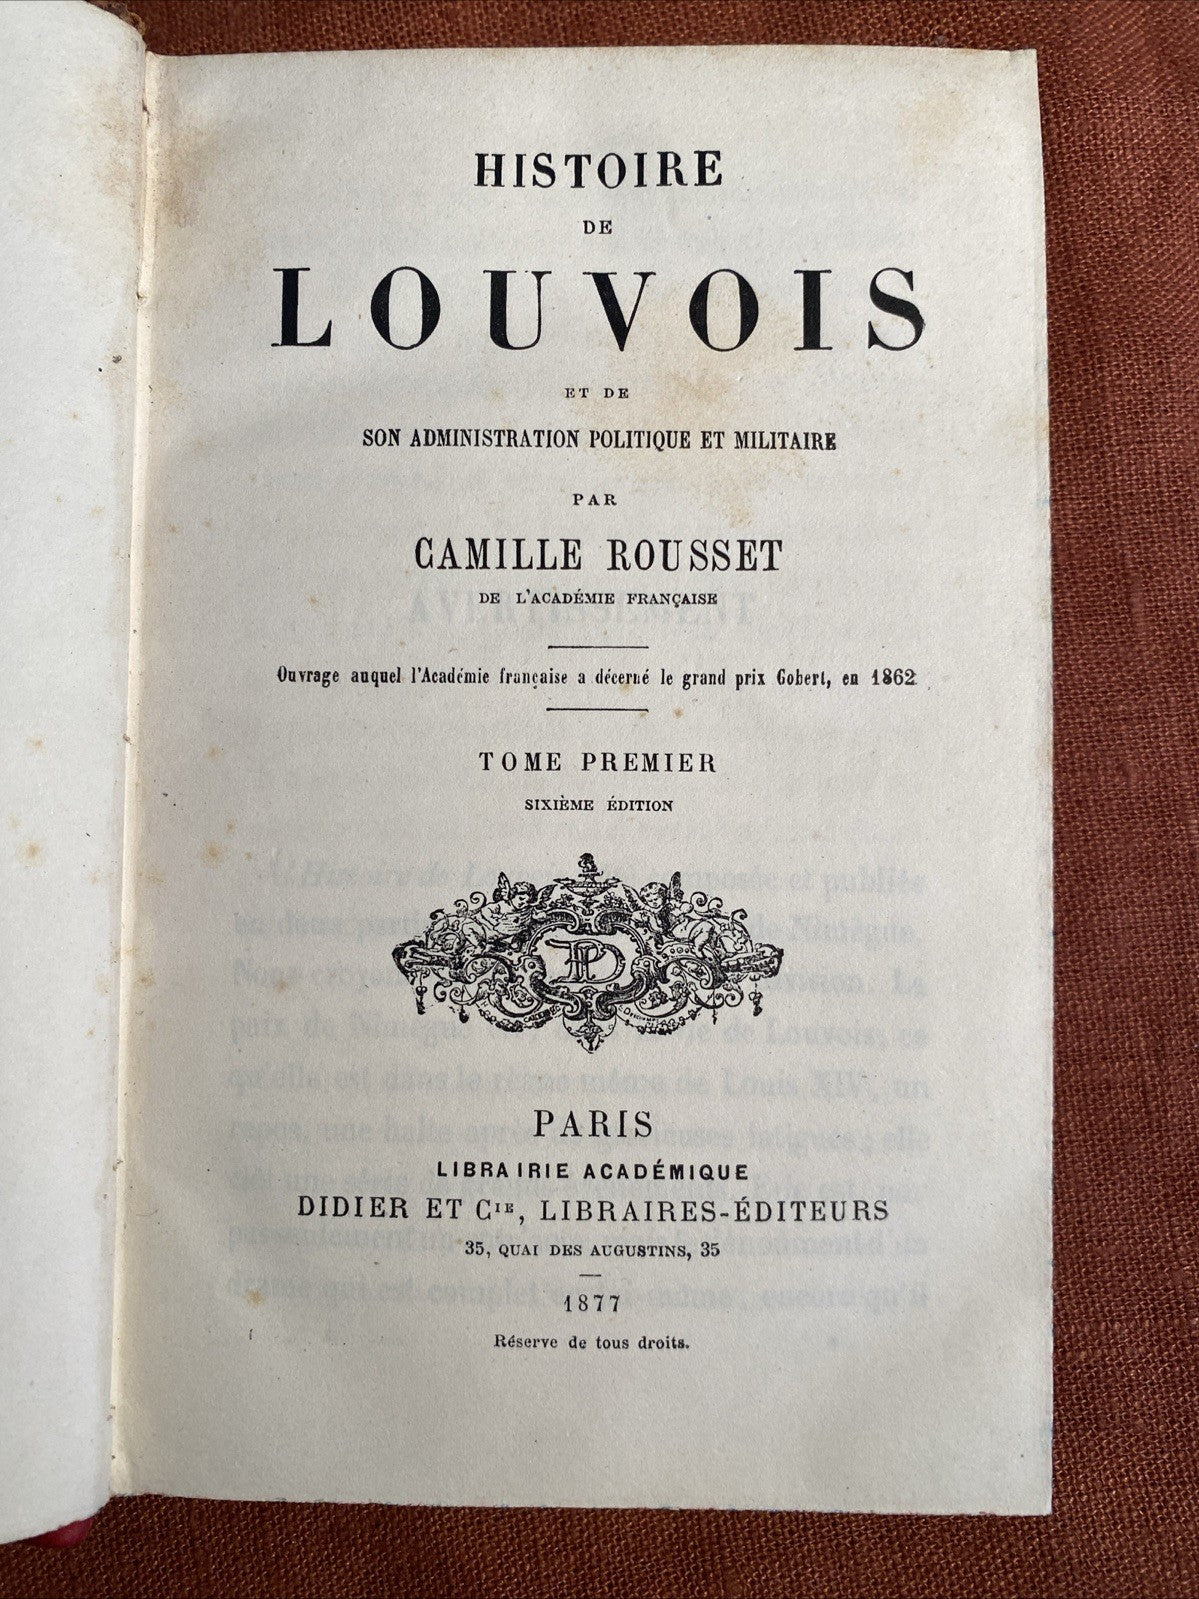 HISTOIRE
DE
LOUVOIS
ET DE
SON ADMINISTRATION POLITIQUE ET MILITAIRE
PAR
CAMILLE ROUSSET
DE L'ACADÉMIE FRANÇAISE
Ouvrage auquel l'Académie française a décerné le grand prix Gobert, en 1862
TOME PREMIER
SIXIÈME ÉDITION
PARIS
LIBRAIRIE ACADÉMIQUE
DIDIER ET CIE, LIBRAIRES-ÉDITEURS
35, QUAI DES AUGUSTINS, 35
1877
Réserve de tous droits.